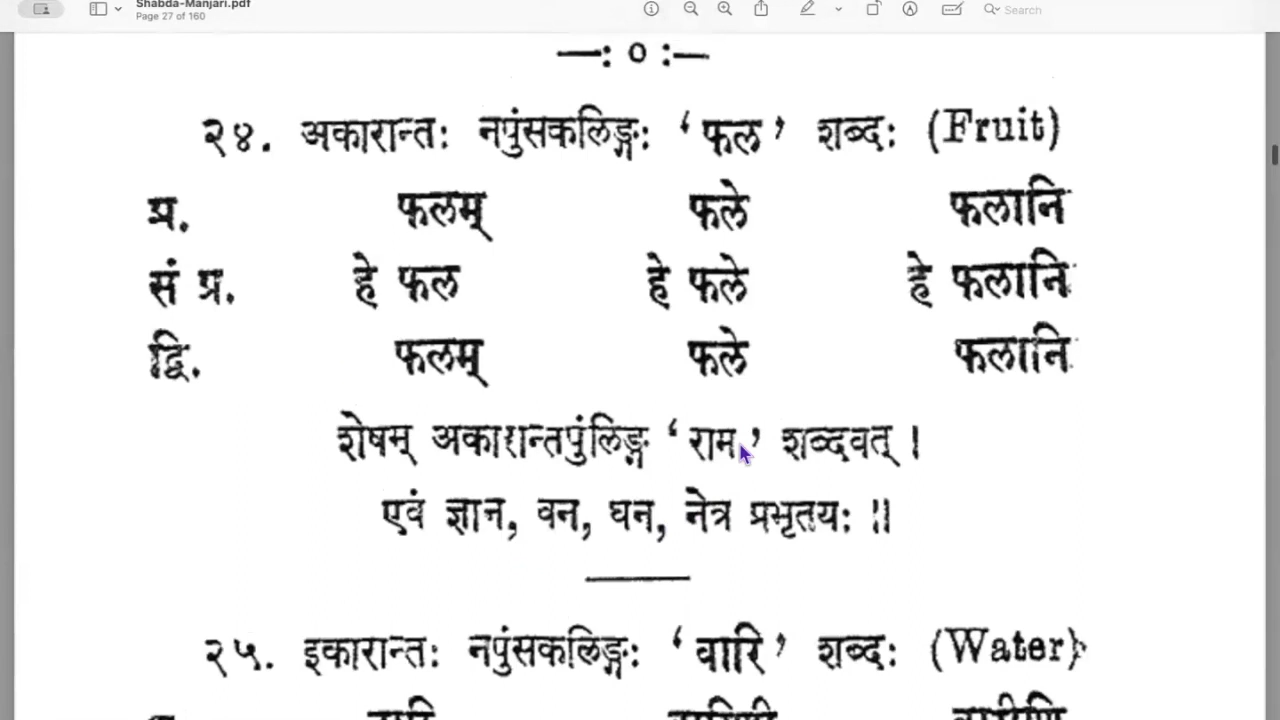 Shabda-Manjari.pdf
Page 27 of 160
Search
—: ० :—
२४. अकारान्तः नपुंसकलिङ्गः ‘फल’ शब्दः (Fruit)
प्र. फलम् फले फलानि
सं प्र. हे फल हे फले हे फलानि
द्वि. फलम् फले फलानि
शेषम् अकारान्तपुंलिङ्ग ‘राम’ शब्दवत् ।
एवं ज्ञान, वन, धन, नेत्र प्रभृतयः ॥
२५. इकारान्तः नपुंसकलिङ्गः ‘वारि’ शब्दः (Water)